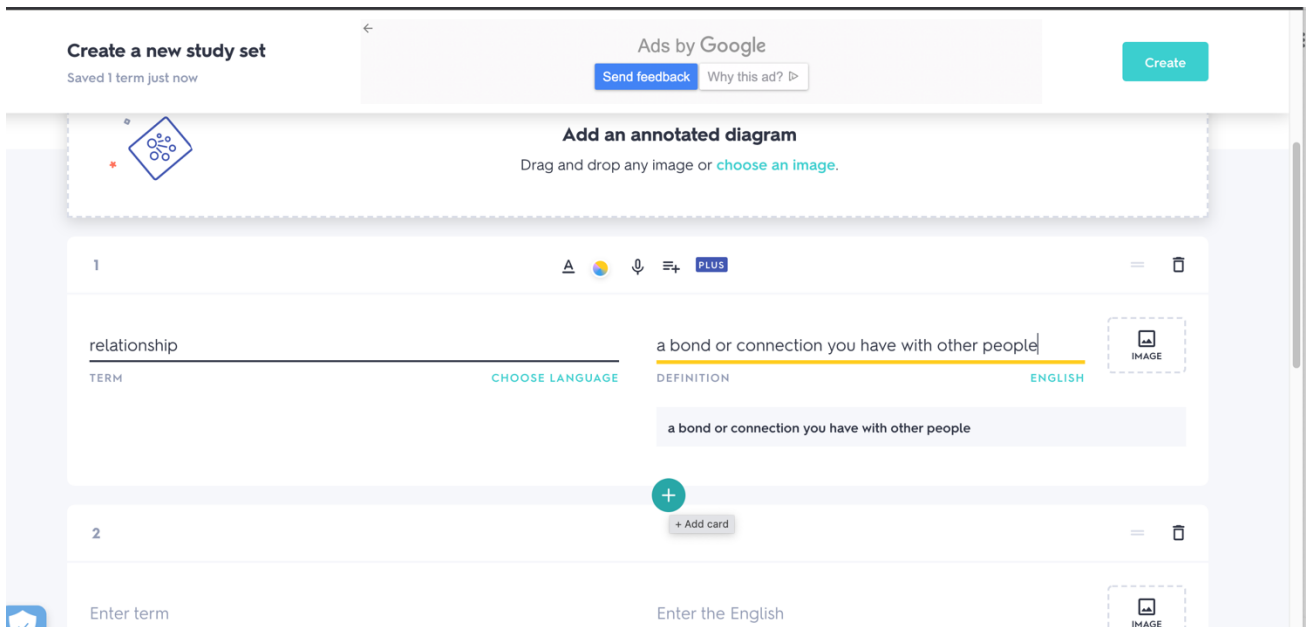 Create a new study set
Saved 1 term just now
Ads by Google
Send feedback Why this ad?
Create
Add an annotated diagram
Drag and drop any image or choose an image.
1
A
PLUS
relationship
a bond or connection you have with other people
IMAGE
TERM
CHOOSE LANGUAGE
DEFINITION
ENGLISH
a bond or connection you have with other people
+ Add card
2
Enter term
Enter the English
IMAGE